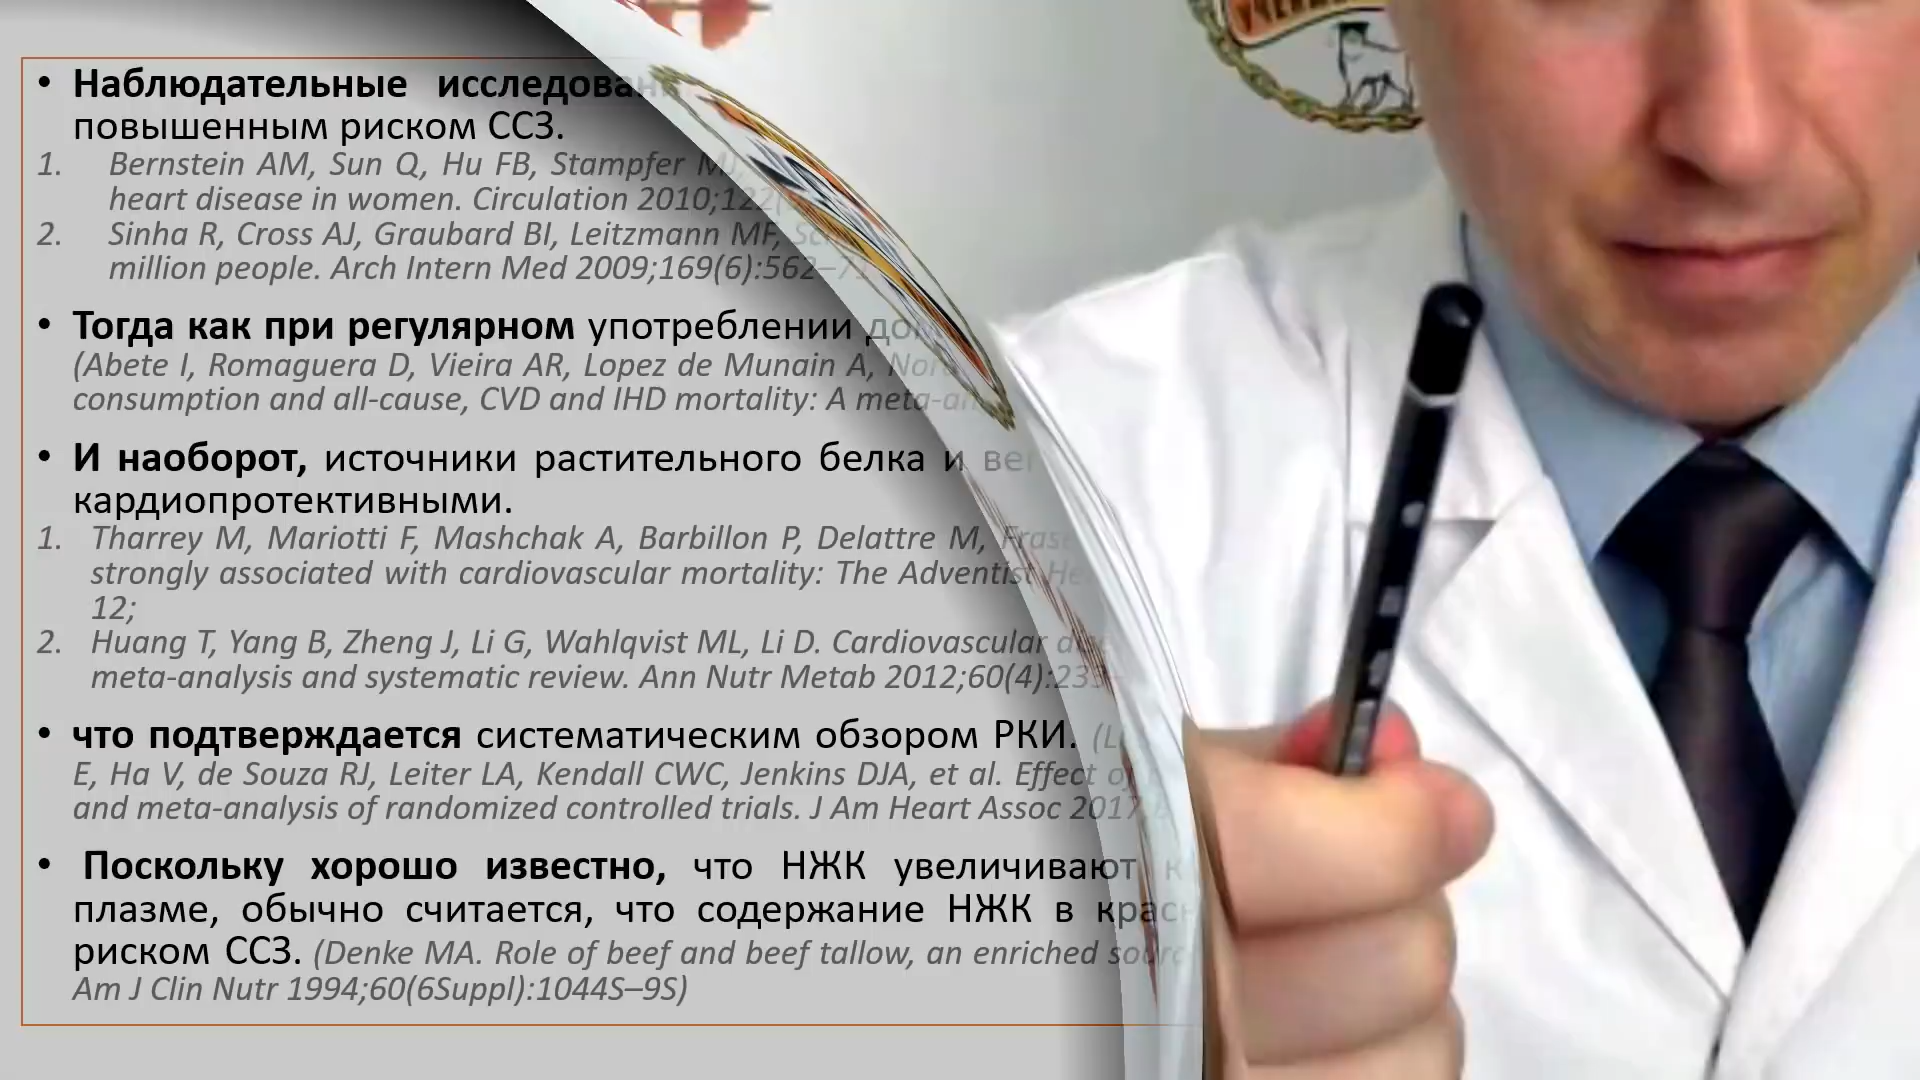 • Наблюдательные исследован
повышенным риском ССЗ.
1. Bernstein AM, Sun Q, Hu FB, Stampfer MJ,
heart disease in women. Circulation 2010;122(
2. Sinha R, Cross AJ, Graubard BI, Leitzmann MF,
million people. Arch Intern Med 2009;169(6):562–71
• Тогда как при регулярном употреблении
(Abete I, Romaguera D, Vieira AR, Lopez de Munain A,
consumption and all-cause, CVD and IHD mortality: A meta-an
• И наоборот, источники растительного белка и
кардиопротективными.
1. Tharrey M, Mariotti F, Mashchak A, Barbillon P, Delattre M,
strongly associated with cardiovascular mortality: The Adventist
12;
2. Huang T, Yang B, Zheng J, Li G, Wahlqvist ML, Li D. Cardiovascular
meta-analysis and systematic review. Ann Nutr Metab 2012;60(4):233–
• что подтверждается систематическим обзором РКИ.
E, Ha V, de Souza RJ, Leiter LA, Kendall CWC, Jenkins DJA, et al. Effect of
and meta-analysis of randomized controlled trials. J Am Heart Assoc 2017
• Поскольку хорошо известно, что НЖК увеличивают
плазме, обычно считается, что содержание НЖК в
риском ССЗ. (Denke MA. Role of beef and beef tallow, an enriched
Am J Clin Nutr 1994;60(6Suppl):1044S–9S)